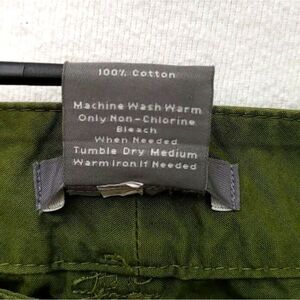 100% Cotton
Machine Wash Warm
Only Non-Chlorine
Bleach
When Needed
Tumble Dry Medium
Warm Iron If Needed